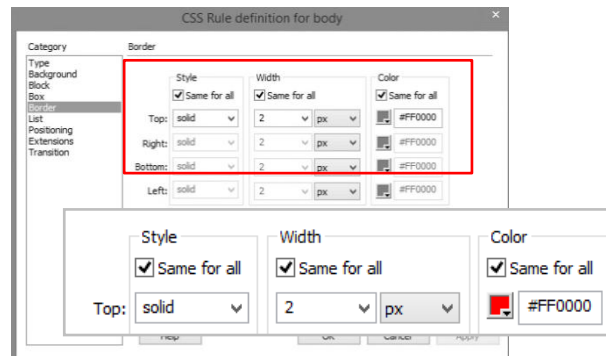 CSS Rule definition for body
×
Category
Border
Type
Background
Block
Box
Border
List
Positioning
Extensions
Transition
Style Width Color
Same for all Same for all Same for all
Top: solid 2 px #FF0000
Right: solid 2 px #FF0000
Bottom: solid 2 px #FF0000
Left: solid 2 px #FF0000
Style Width Color
Same for all Same for all Same for all
Top: solid 2 px #FF0000
Help OK Cancel Apply